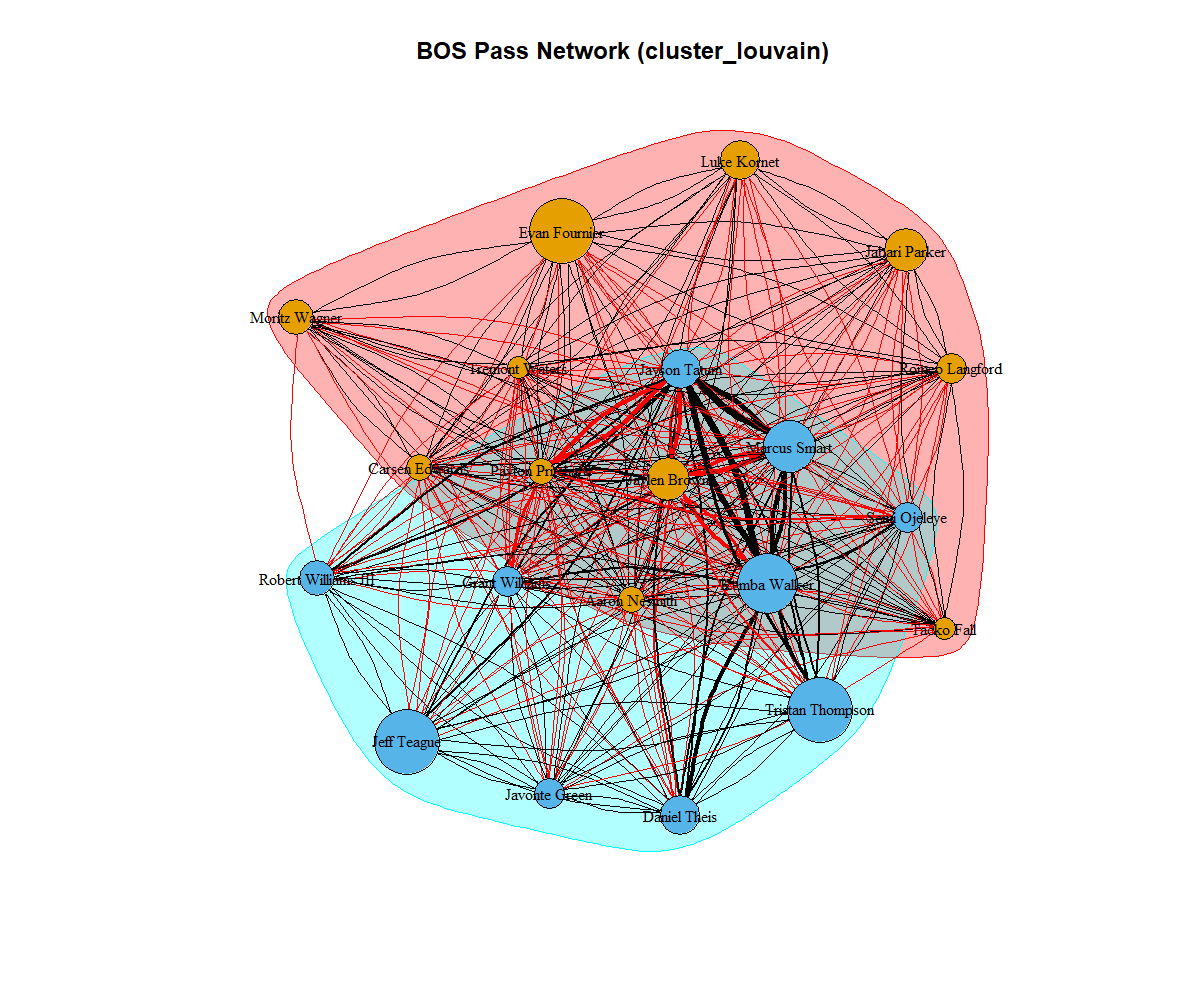 BOS Pass Network (cluster_louvain)
Luke Kornet
Evan Fournier
Jabari Parker
Moritz Wagner
Tremont Waters
Jayson Tatum
Romeo Langford
Marcus Smart
Carsen Edwards
Payton Pritchard
Jaylen Brown
Semi Ojeleye
Robert Williams III
Grant Williams
Kemba Walker
Aaron Nesmith
Tacko Fall
Tristan Thompson
Jeff Teague
Javonte Green
Daniel Theis